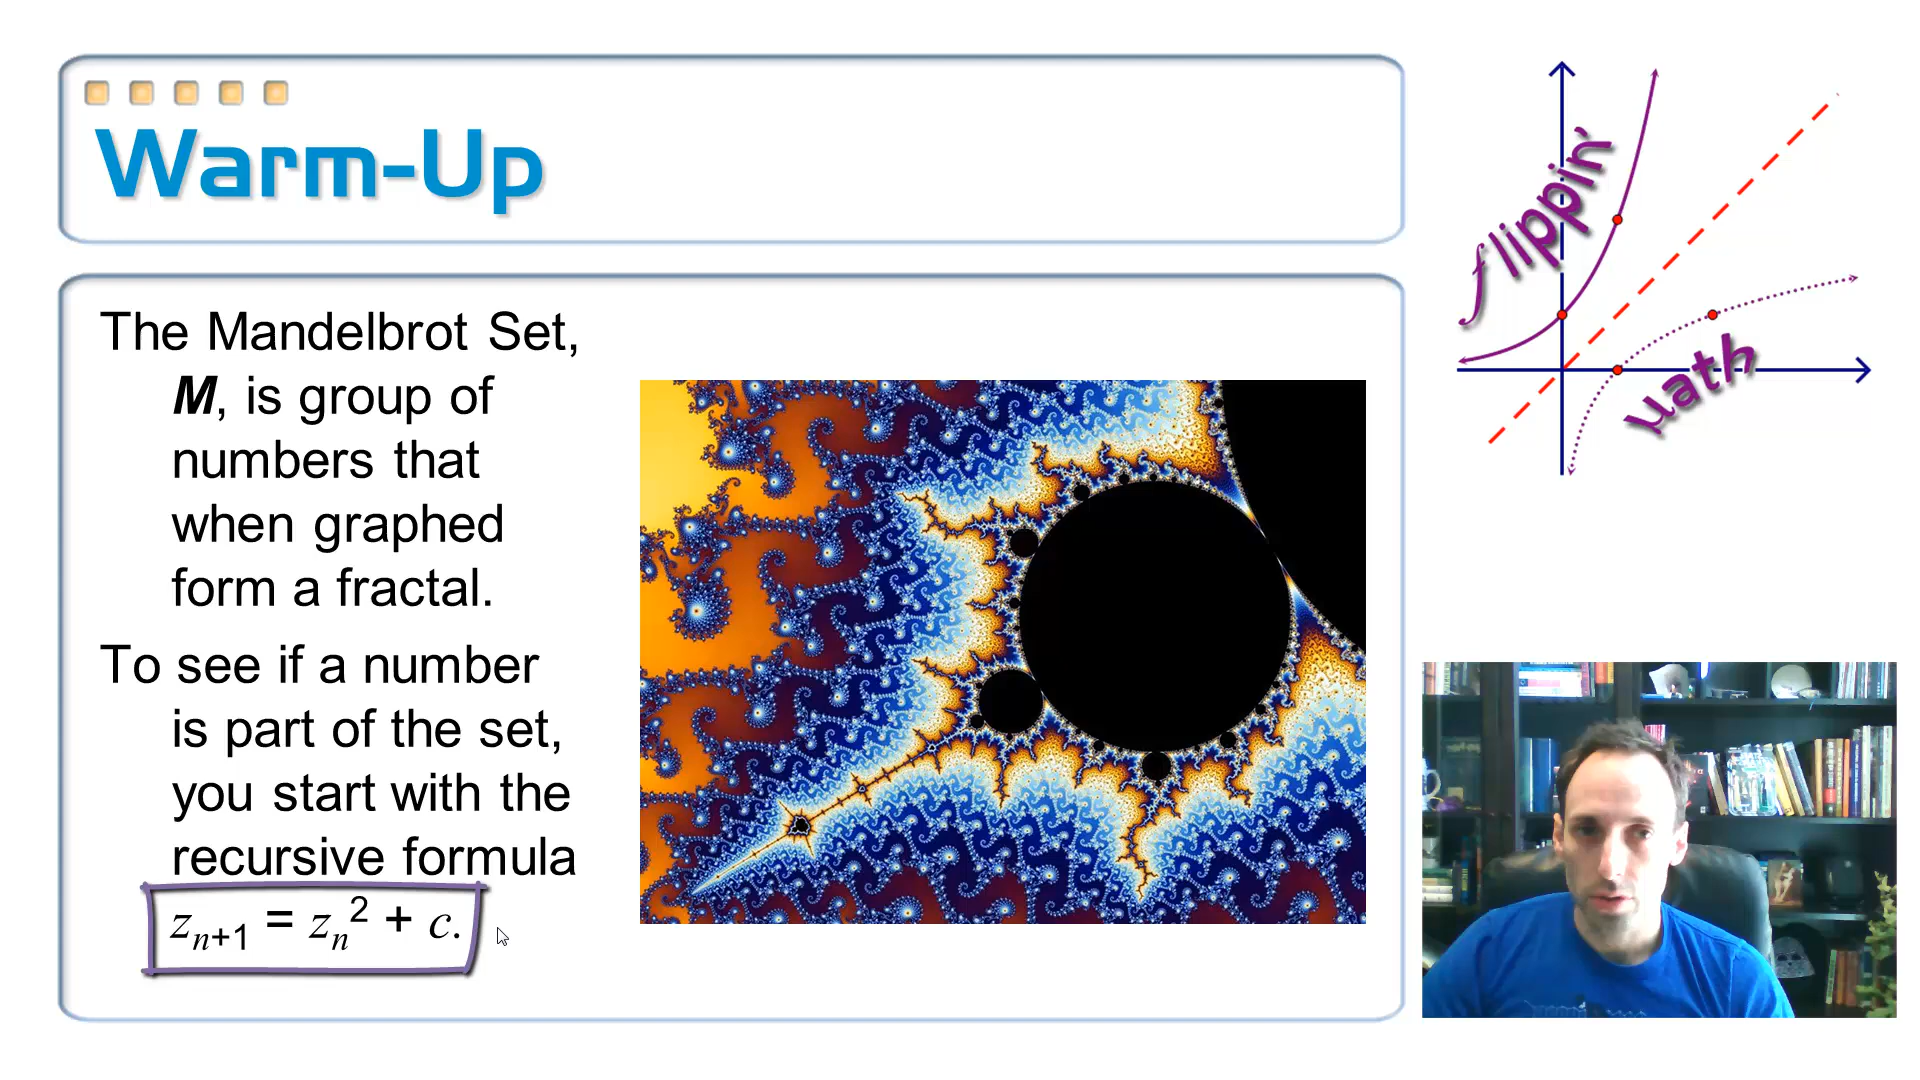 Warm-Up
The Mandelbrot Set,
M, is group of
numbers that
when graphed
form a fractal.
To see if a number
is part of the set,
you start with the
recursive formula
zₙ₊₁ = zₙ² + c.
flippin'
math